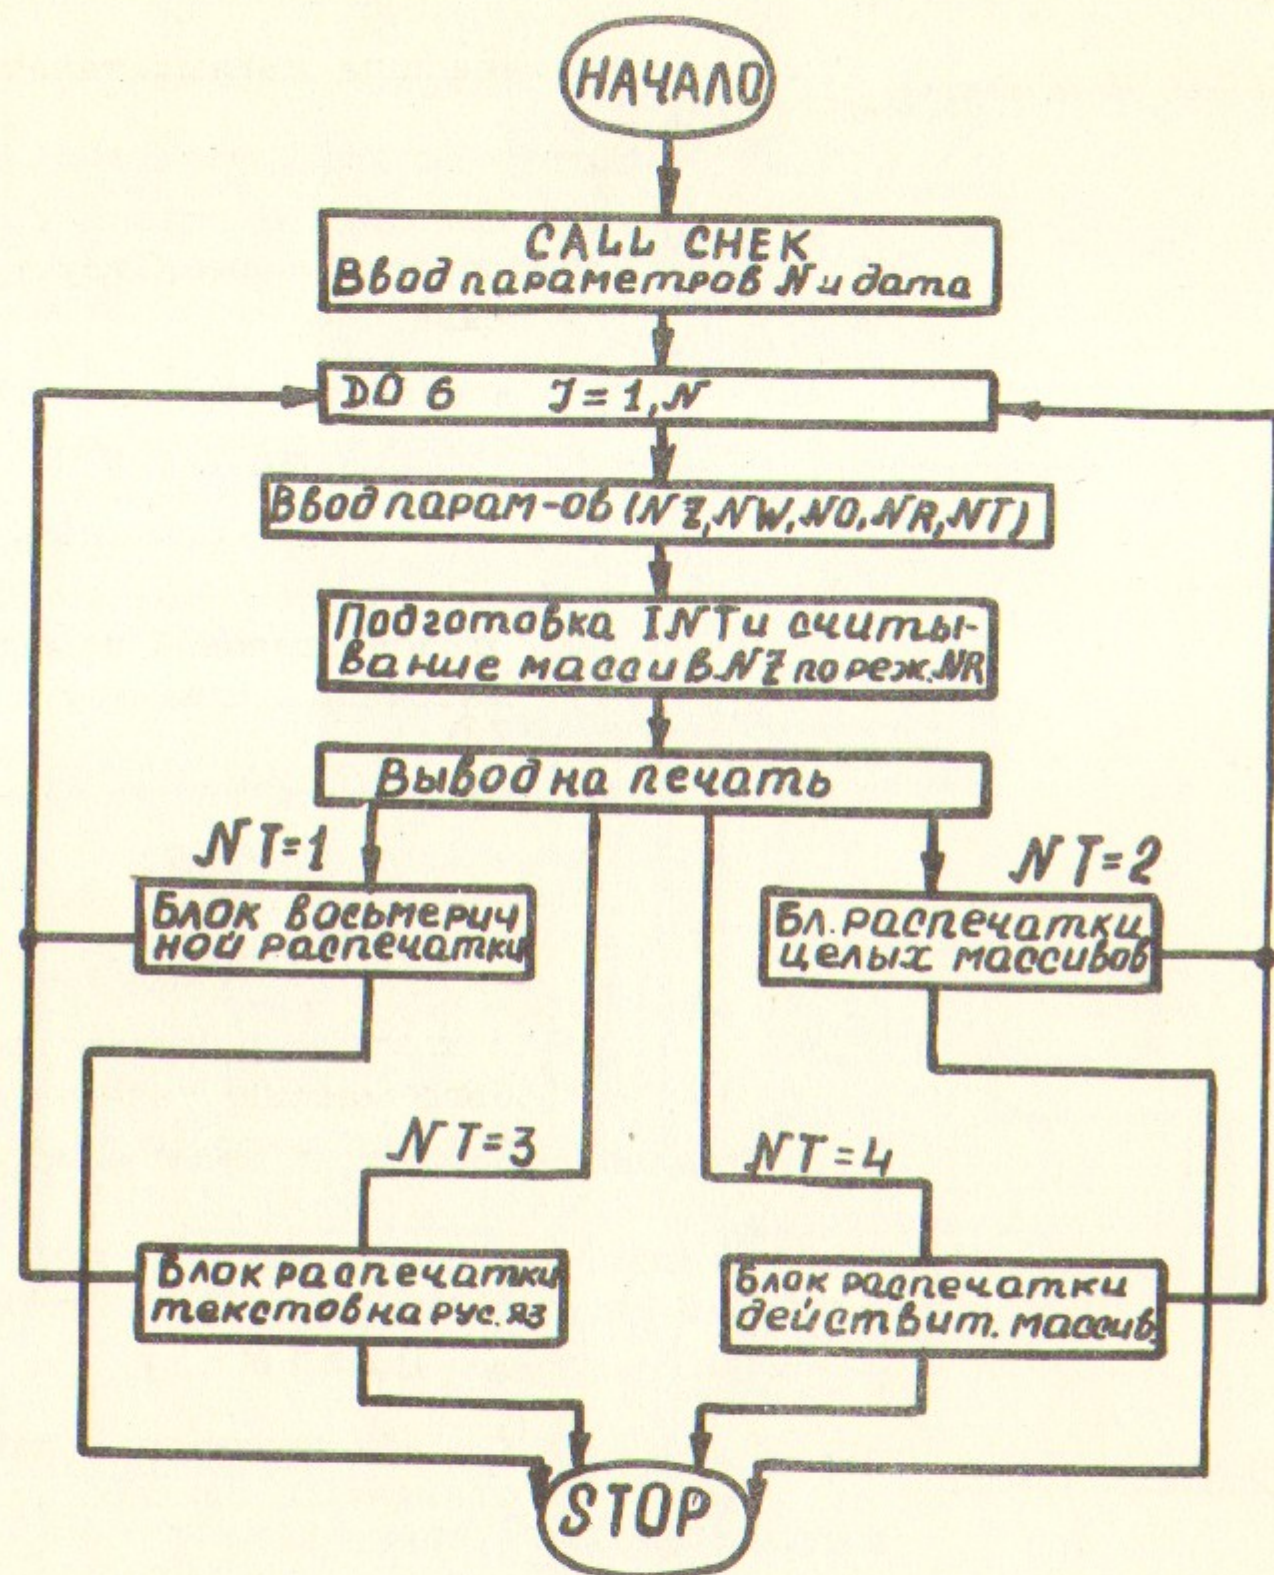 НАЧАЛО
CALL CHEK
Ввод параметров N и дата
DO 6 J=1,N
Ввод парам-ов (NZ,NW,NO,NR,NT)
Подготовка INT и считы-
вание массив.NZ по реж.NR
Вывод на печать
NT=1
NT=2
Блок восьмерич
ной распечатки
Бл. распечатки
целых массивов
NT=3
NT=4
Блок распечатки
текстов на рус. яз
Блок распечатки
действит. массив.
STOP